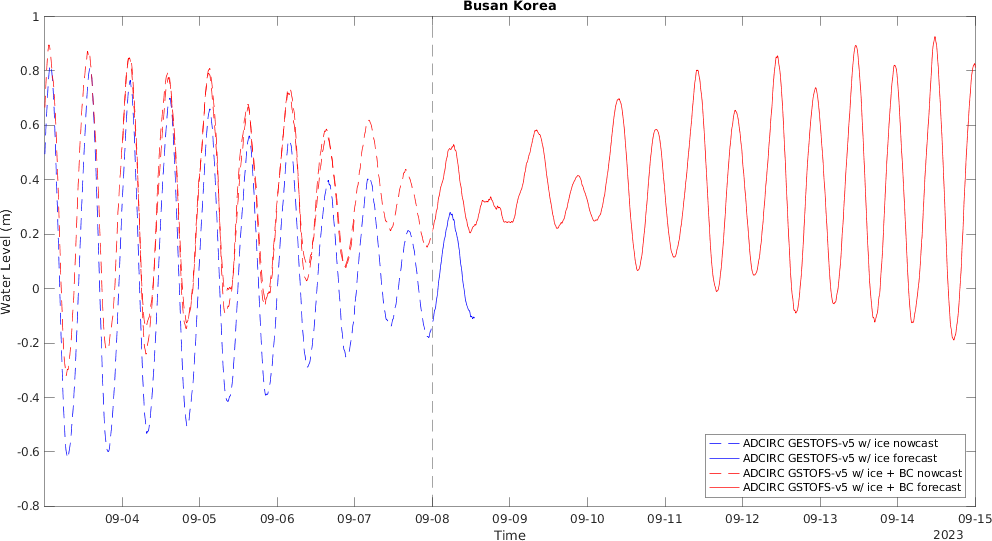 Busan Korea
1
0.8
0.6
0.4
0.2
0
-0.2
-0.4
-0.6
-0.8
Water Level (m)
09-04 09-05 09-06 09-07 09-08 09-09 09-10 09-11 09-12 09-13 09-14 09-15
Time
2023
ADCIRC GESTOFS-v5 w/ ice nowcast
ADCIRC GESTOFS-v5 w/ ice forecast
ADCIRC GSTOFS-v5 w/ ice + BC nowcast
ADCIRC GSTOFS-v5 w/ ice + BC forecast